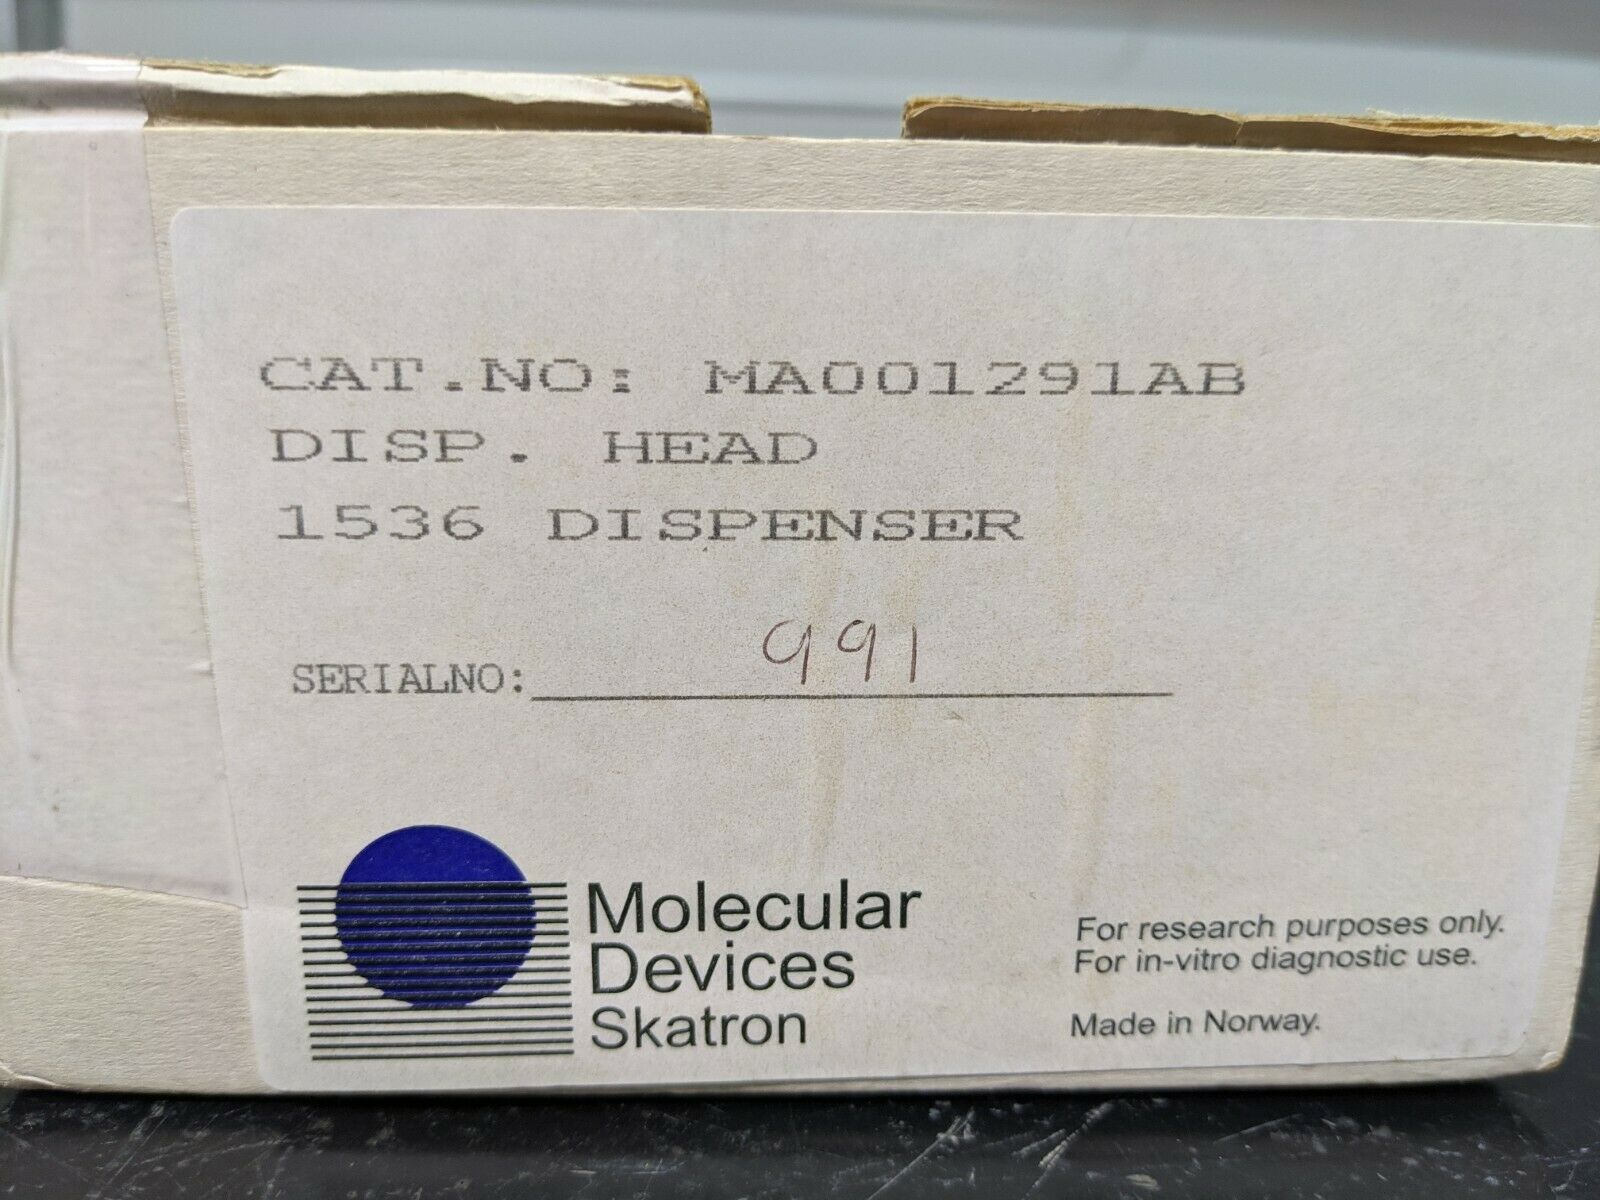 CAT.NO: MA001291AB
DISP. HEAD
1536 DISPENSER
SERIALNO: 991
Molecular
Devices
Skatron
For research purposes only.
For in-vitro diagnostic use.
Made in Norway.